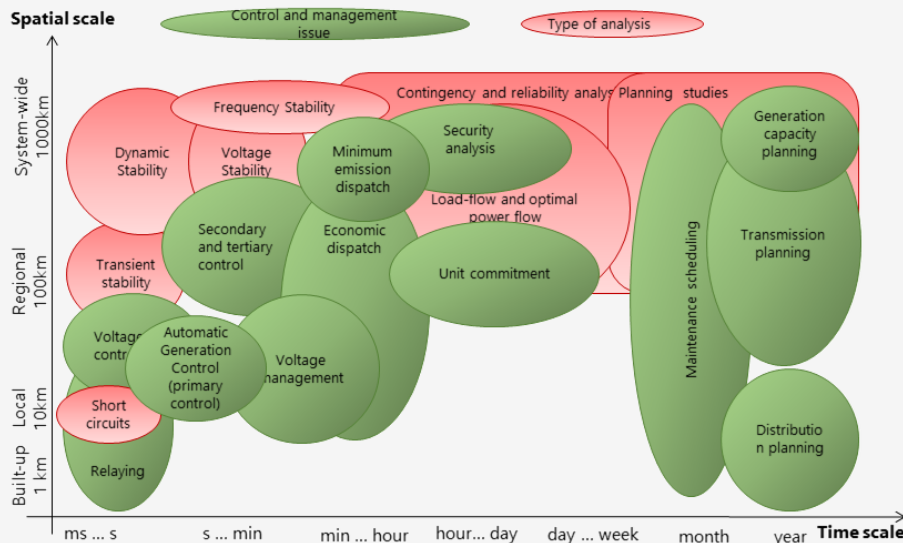 Spatial scale
Control and management
issue
Type of analysis
System-wide
1000km
Regional
100km
Local
10km
Built-up
1 km
Frequency Stability
Contingency and reliability analys
Planning studies
Dynamic
Stability
Voltage
Stability
Minimum
emission
dispatch
Security
analysis
Generation
capacity
planning
Load-flow and optimal
power flow
Secondary
and tertiary
control
Economic
dispatch
Transmission
planning
Transient
stability
Unit commitment
Maintenance scheduling
Voltage
contr
Automatic
Generation
Control
(primary
control)
Voltage
management
Short
circuits
Relaying
Distributio
n planning
ms ... s
s ... min
min ... hour
hour... day
day ... week
month
year
Time scale